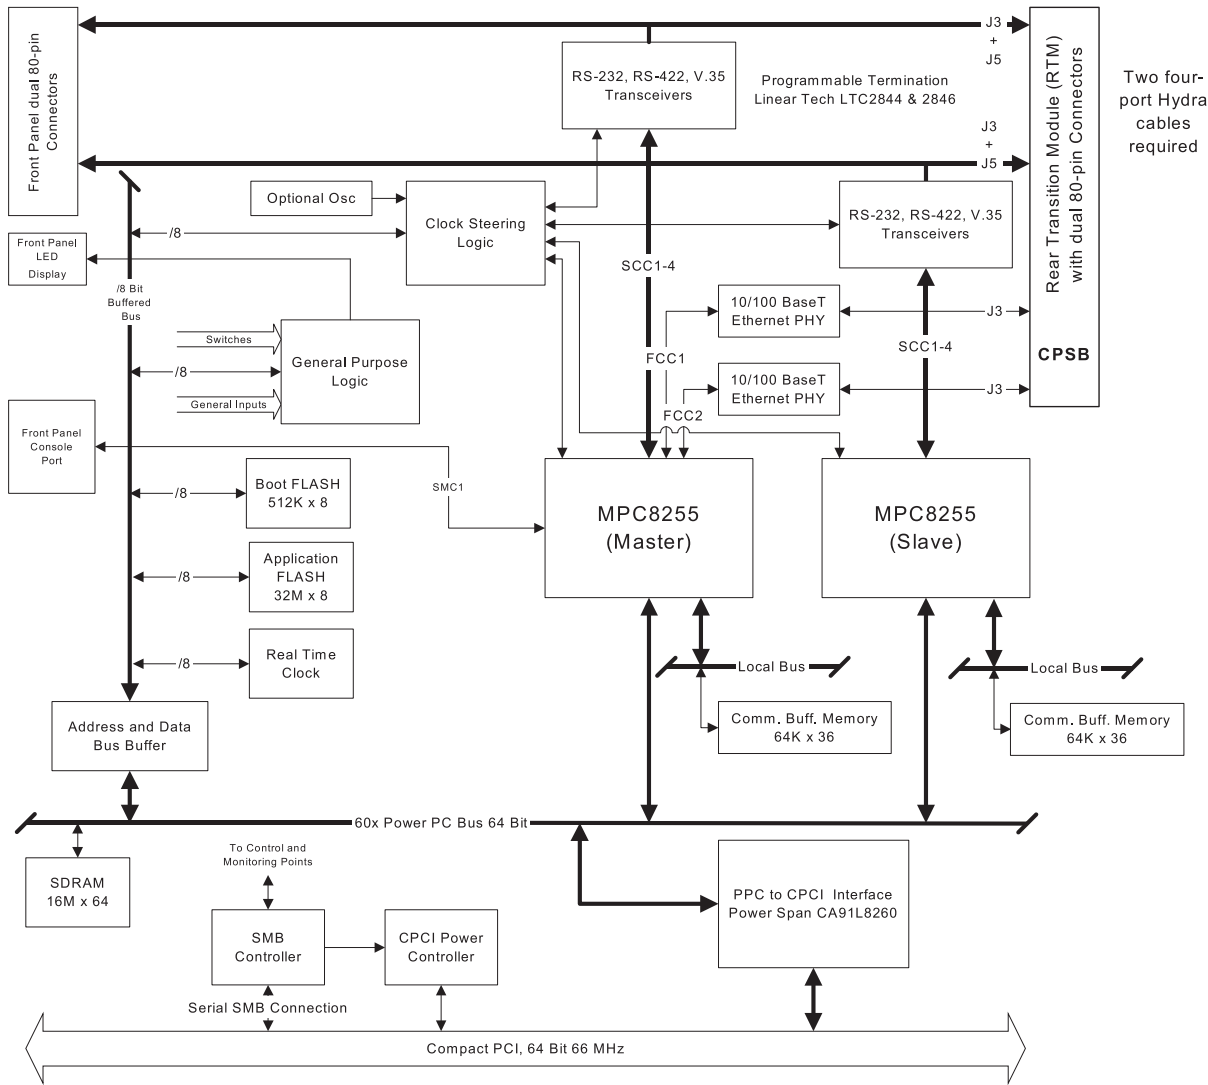 Front Panel dual 80-pin
Connectors
J3
+
J5
RS-232, RS-422, V.35
Transceivers
Programmable Termination
Linear Tech LTC2844 & 2846
Rear Transition Module (RTM)
with dual 80-pin Connectors
CPSB
Two four-
port Hydra
cables
required
J3
+
J5
Optional Osc
Clock Steering
Logic
RS-232, RS-422, V.35
Transceivers
/8
Front Panel
LED
Display
SCC1-4
/8 Bit
Buffered
Bus
10/100 BaseT
Ethernet PHY
J3
Switches
General Purpose
Logic
/8
General Inputs
FCC1
SCC1-4
10/100 BaseT
Ethernet PHY
J3
FCC2
Front Panel
Console
Port
SMC1
/8
Boot FLASH
512K x 8
MPC8255
(Master)
MPC8255
(Slave)
/8
Application
FLASH
32M x 8
/8
Real Time
Clock
Local Bus
Local Bus
Address and Data
Bus Buffer
Comm. Buff. Memory
64K x 36
Comm. Buff. Memory
64K x 36
60x Power PC Bus 64 Bit
To Control and
Monitoring Points
SDRAM
16M x 64
SMB
Controller
CPCI Power
Controller
PPC to CPCI Interface
Power Span CA91L8260
Serial SMB Connection
Compact PCI, 64 Bit 66 MHz